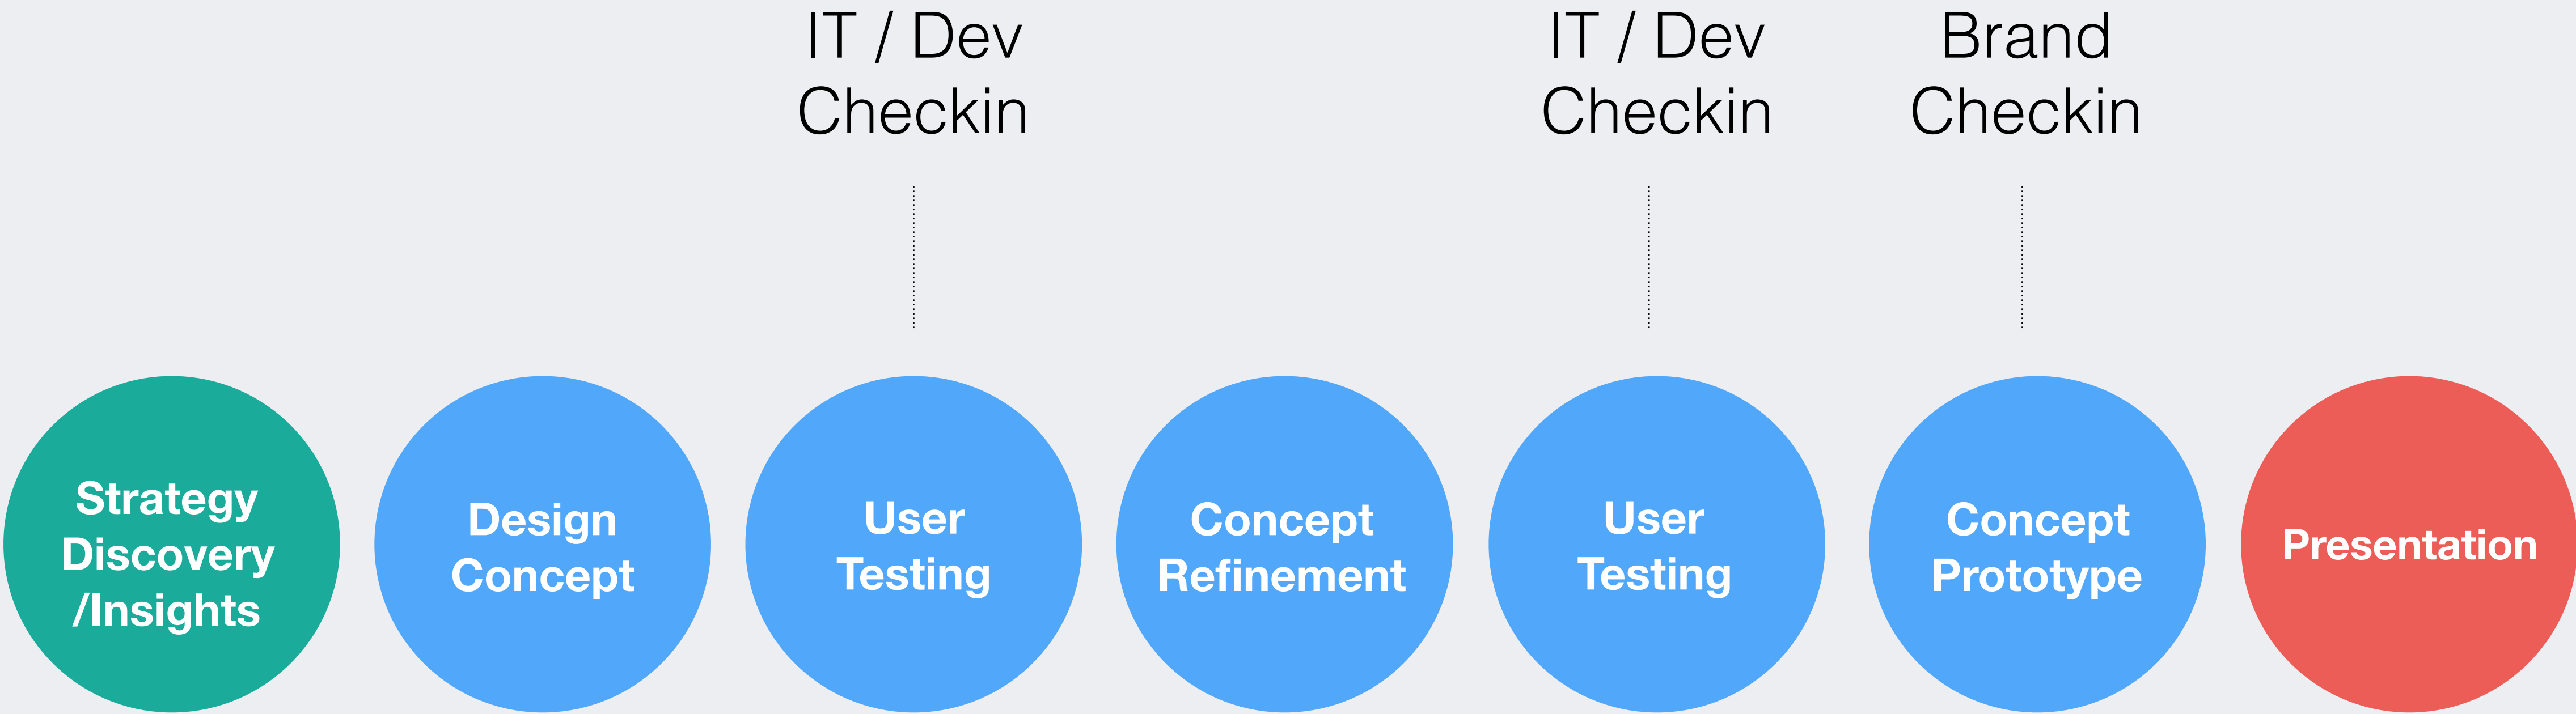 IT / Dev
Checkin
IT / Dev
Checkin
Brand
Checkin
Strategy
Discovery
/Insights
Design
Concept
User
Testing
Concept
Refinement
User
Testing
Concept
Prototype
Presentation